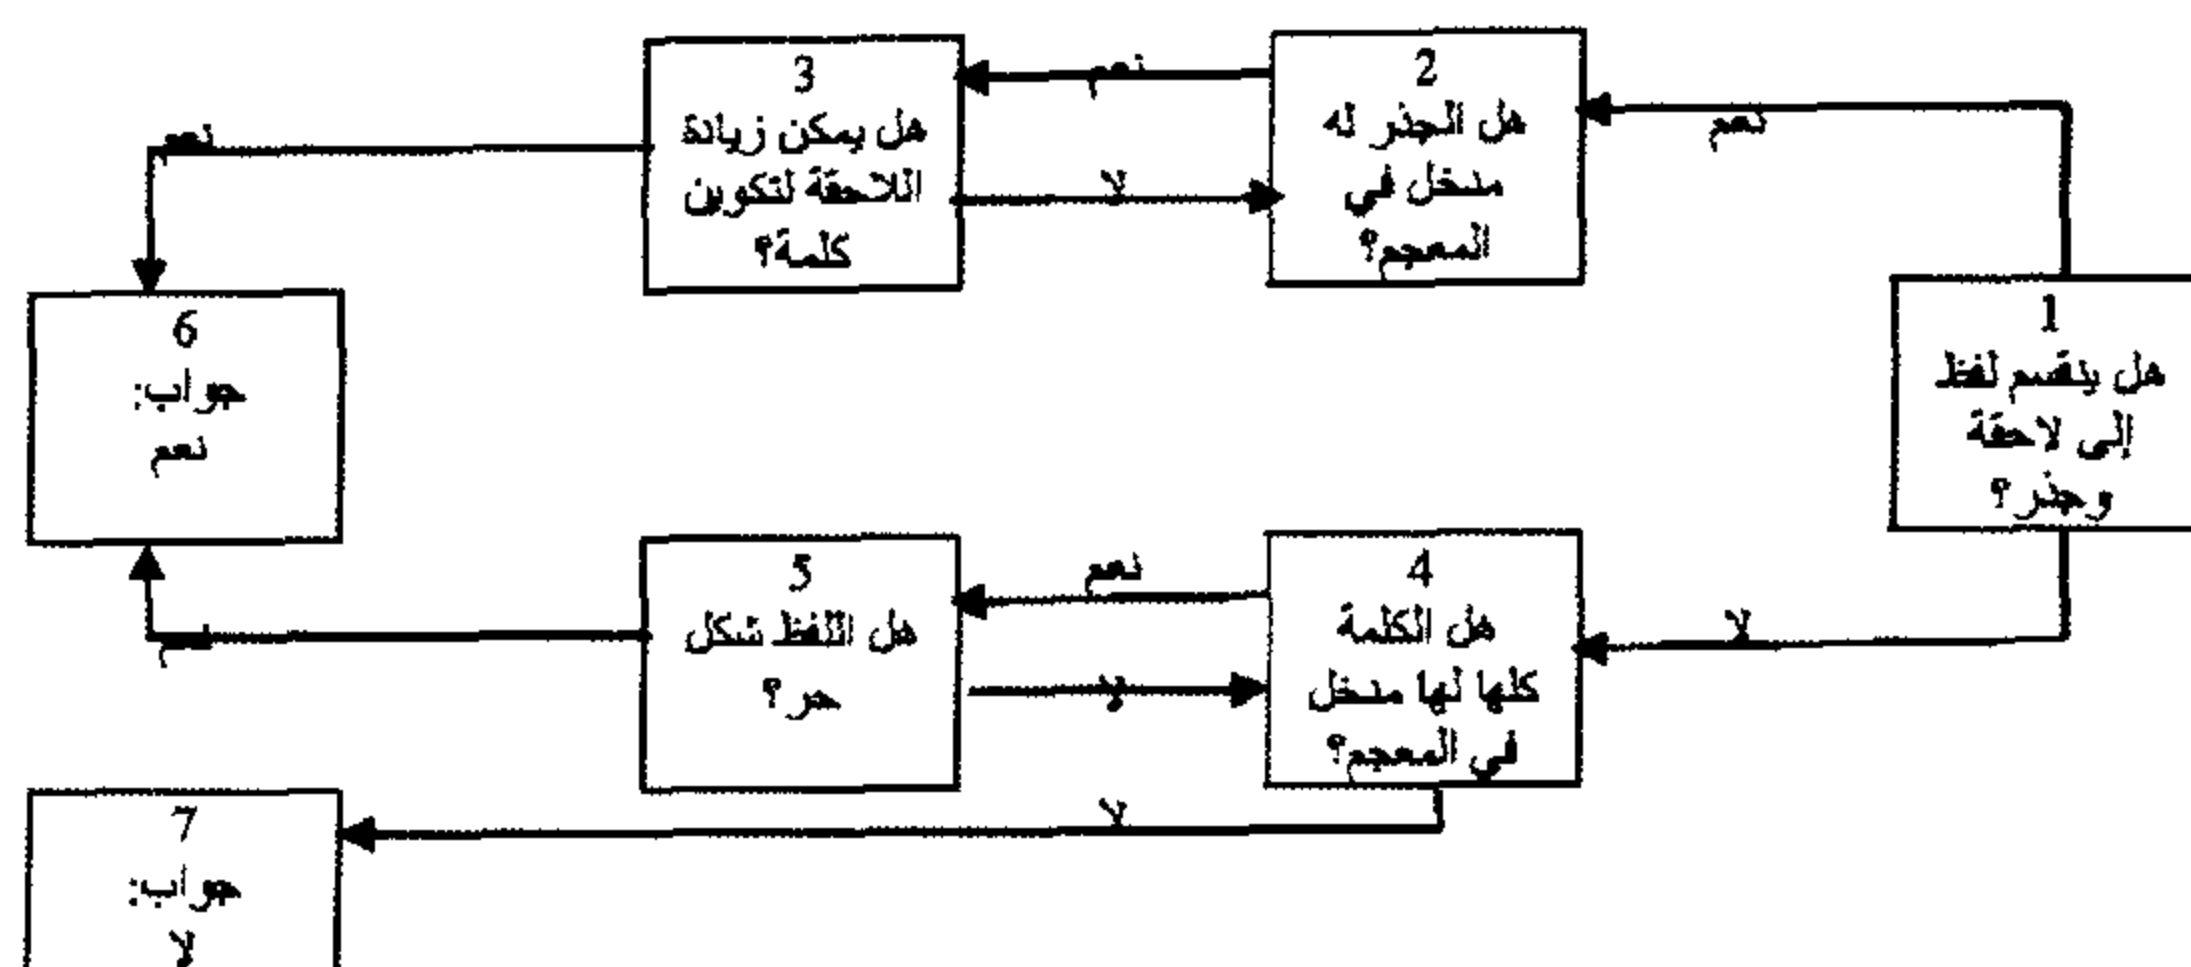 1
هل ينقسم لفظ
إلى لاحقة
وجذر؟
نعم
لا
2
هل الجذر له
مدخل في
المعجم؟
نعم
لا
3
هل يمكن زيادة
اللاحقة لتكوين
كلمة؟
نعم
4
هل الكلمة
كلها لها مدخل
في المعجم؟
نعم
لا
لا
5
هل اللفظ شكل
حر؟
نعم
6
جواب:
نعم
7
جواب:
لا